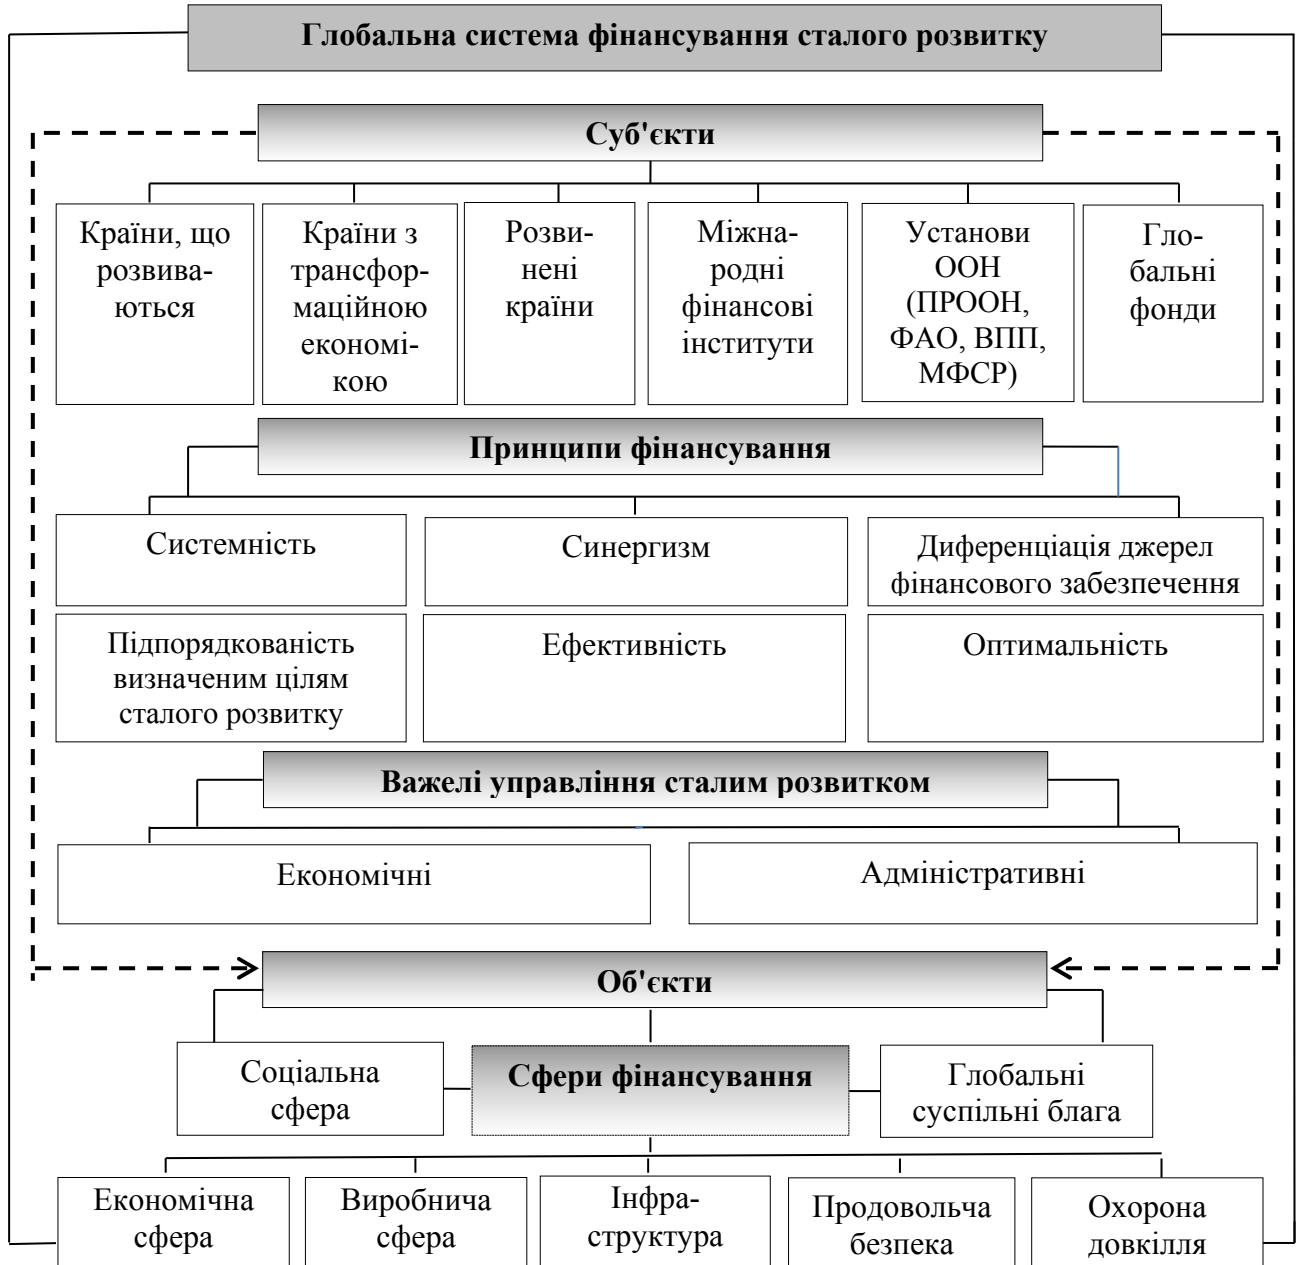 Глобальна система фінансування сталого розвитку
Суб'єкти
Країни, що
розвива-
ються
Країни з
трансфор-
маційною
економі-
кою
Розви-
нені
країни
Міжна-
родні
фінансові
інститути
Установи
ООН
(ПРООН,
ФАО, ВПП,
МФСР)
Гло-
бальні
фонди
Принципи фінансування
Системність
Синергизм
Диференціація джерел
фінансового забезпечення
Підпорядкованість
визначеним цілям
сталого розвитку
Ефективність
Оптимальність
Важелі управління сталим розвитком
Економічні
Адміністративні
Об'єкти
Соціальна
сфера
Сфери фінансування
Глобальні
суспільні блага
Економічна
сфера
Виробнича
сфера
Інфра-
структура
Продовольча
безпека
Охорона
довкілля